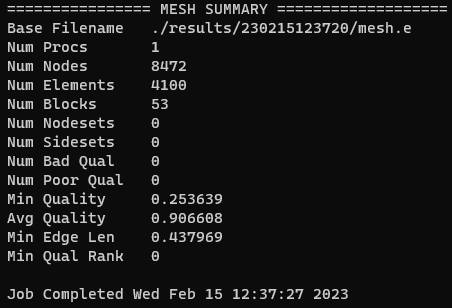 ================ MESH SUMMARY ===================
Base Filename   ./results/230215123720/mesh.e
Num Procs       1
Num Nodes       8472
Num Elements    4100
Num Blocks      53
Num Nodesets    0
Num Sidesets    0
Num Bad Qual    0
Num Poor Qual   0
Min Quality     0.253639
Avg Quality     0.906608
Min Edge Len    0.437969
Min Qual Rank   0
Job Completed Wed Feb 15 12:37:27 2023